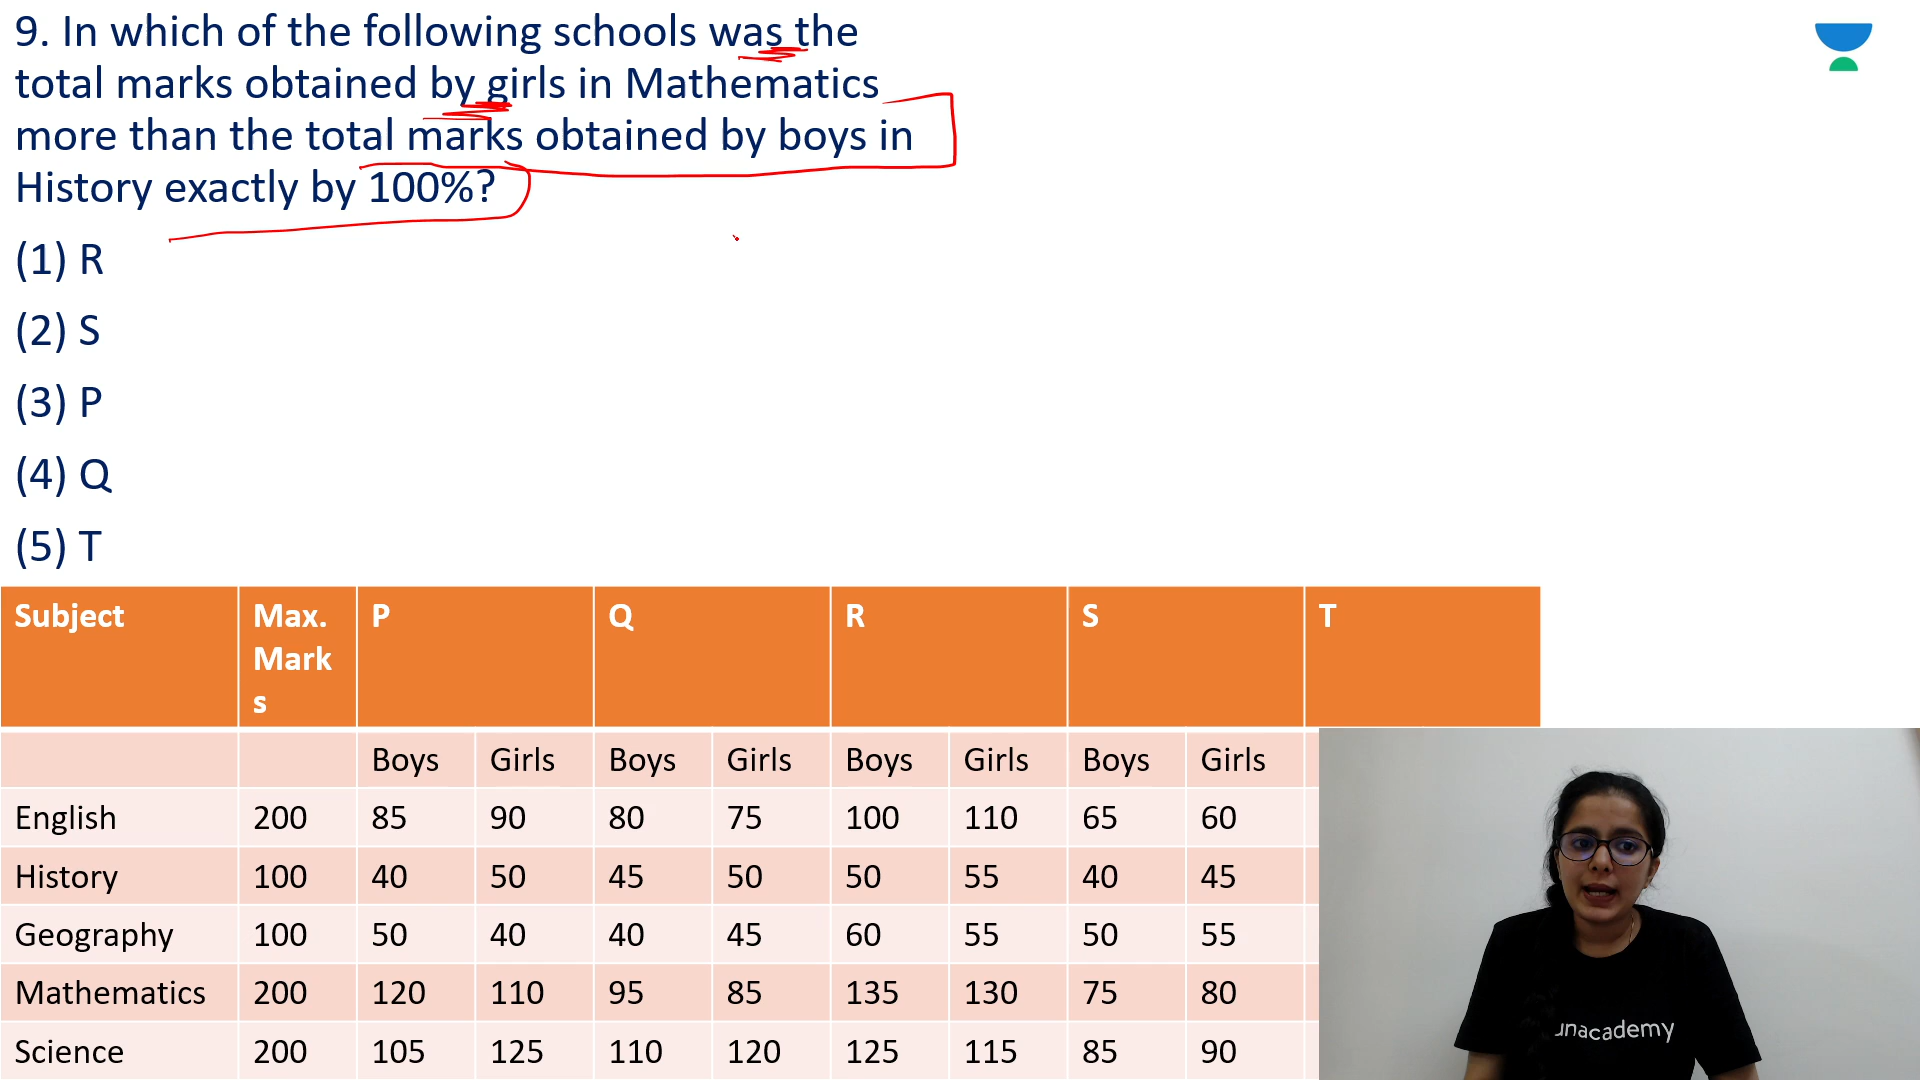 9. In which of the following schools was the
total marks obtained by girls in Mathematics
more than the total marks obtained by boys in
History exactly by 100%?
(1) R
(2) S
(3) P
(4) Q
(5) T
Subject Max. Marks P Q R S T
Boys Girls Boys Girls Boys Girls Boys Girls
English 200 85 90 80 75 100 110 65 60
History 100 40 50 45 50 50 55 40 45
Geography 100 50 40 40 45 60 55 50 55
Mathematics 200 120 110 95 85 135 130 75 80
Science 200 105 125 110 120 125 115 85 90
unacademy